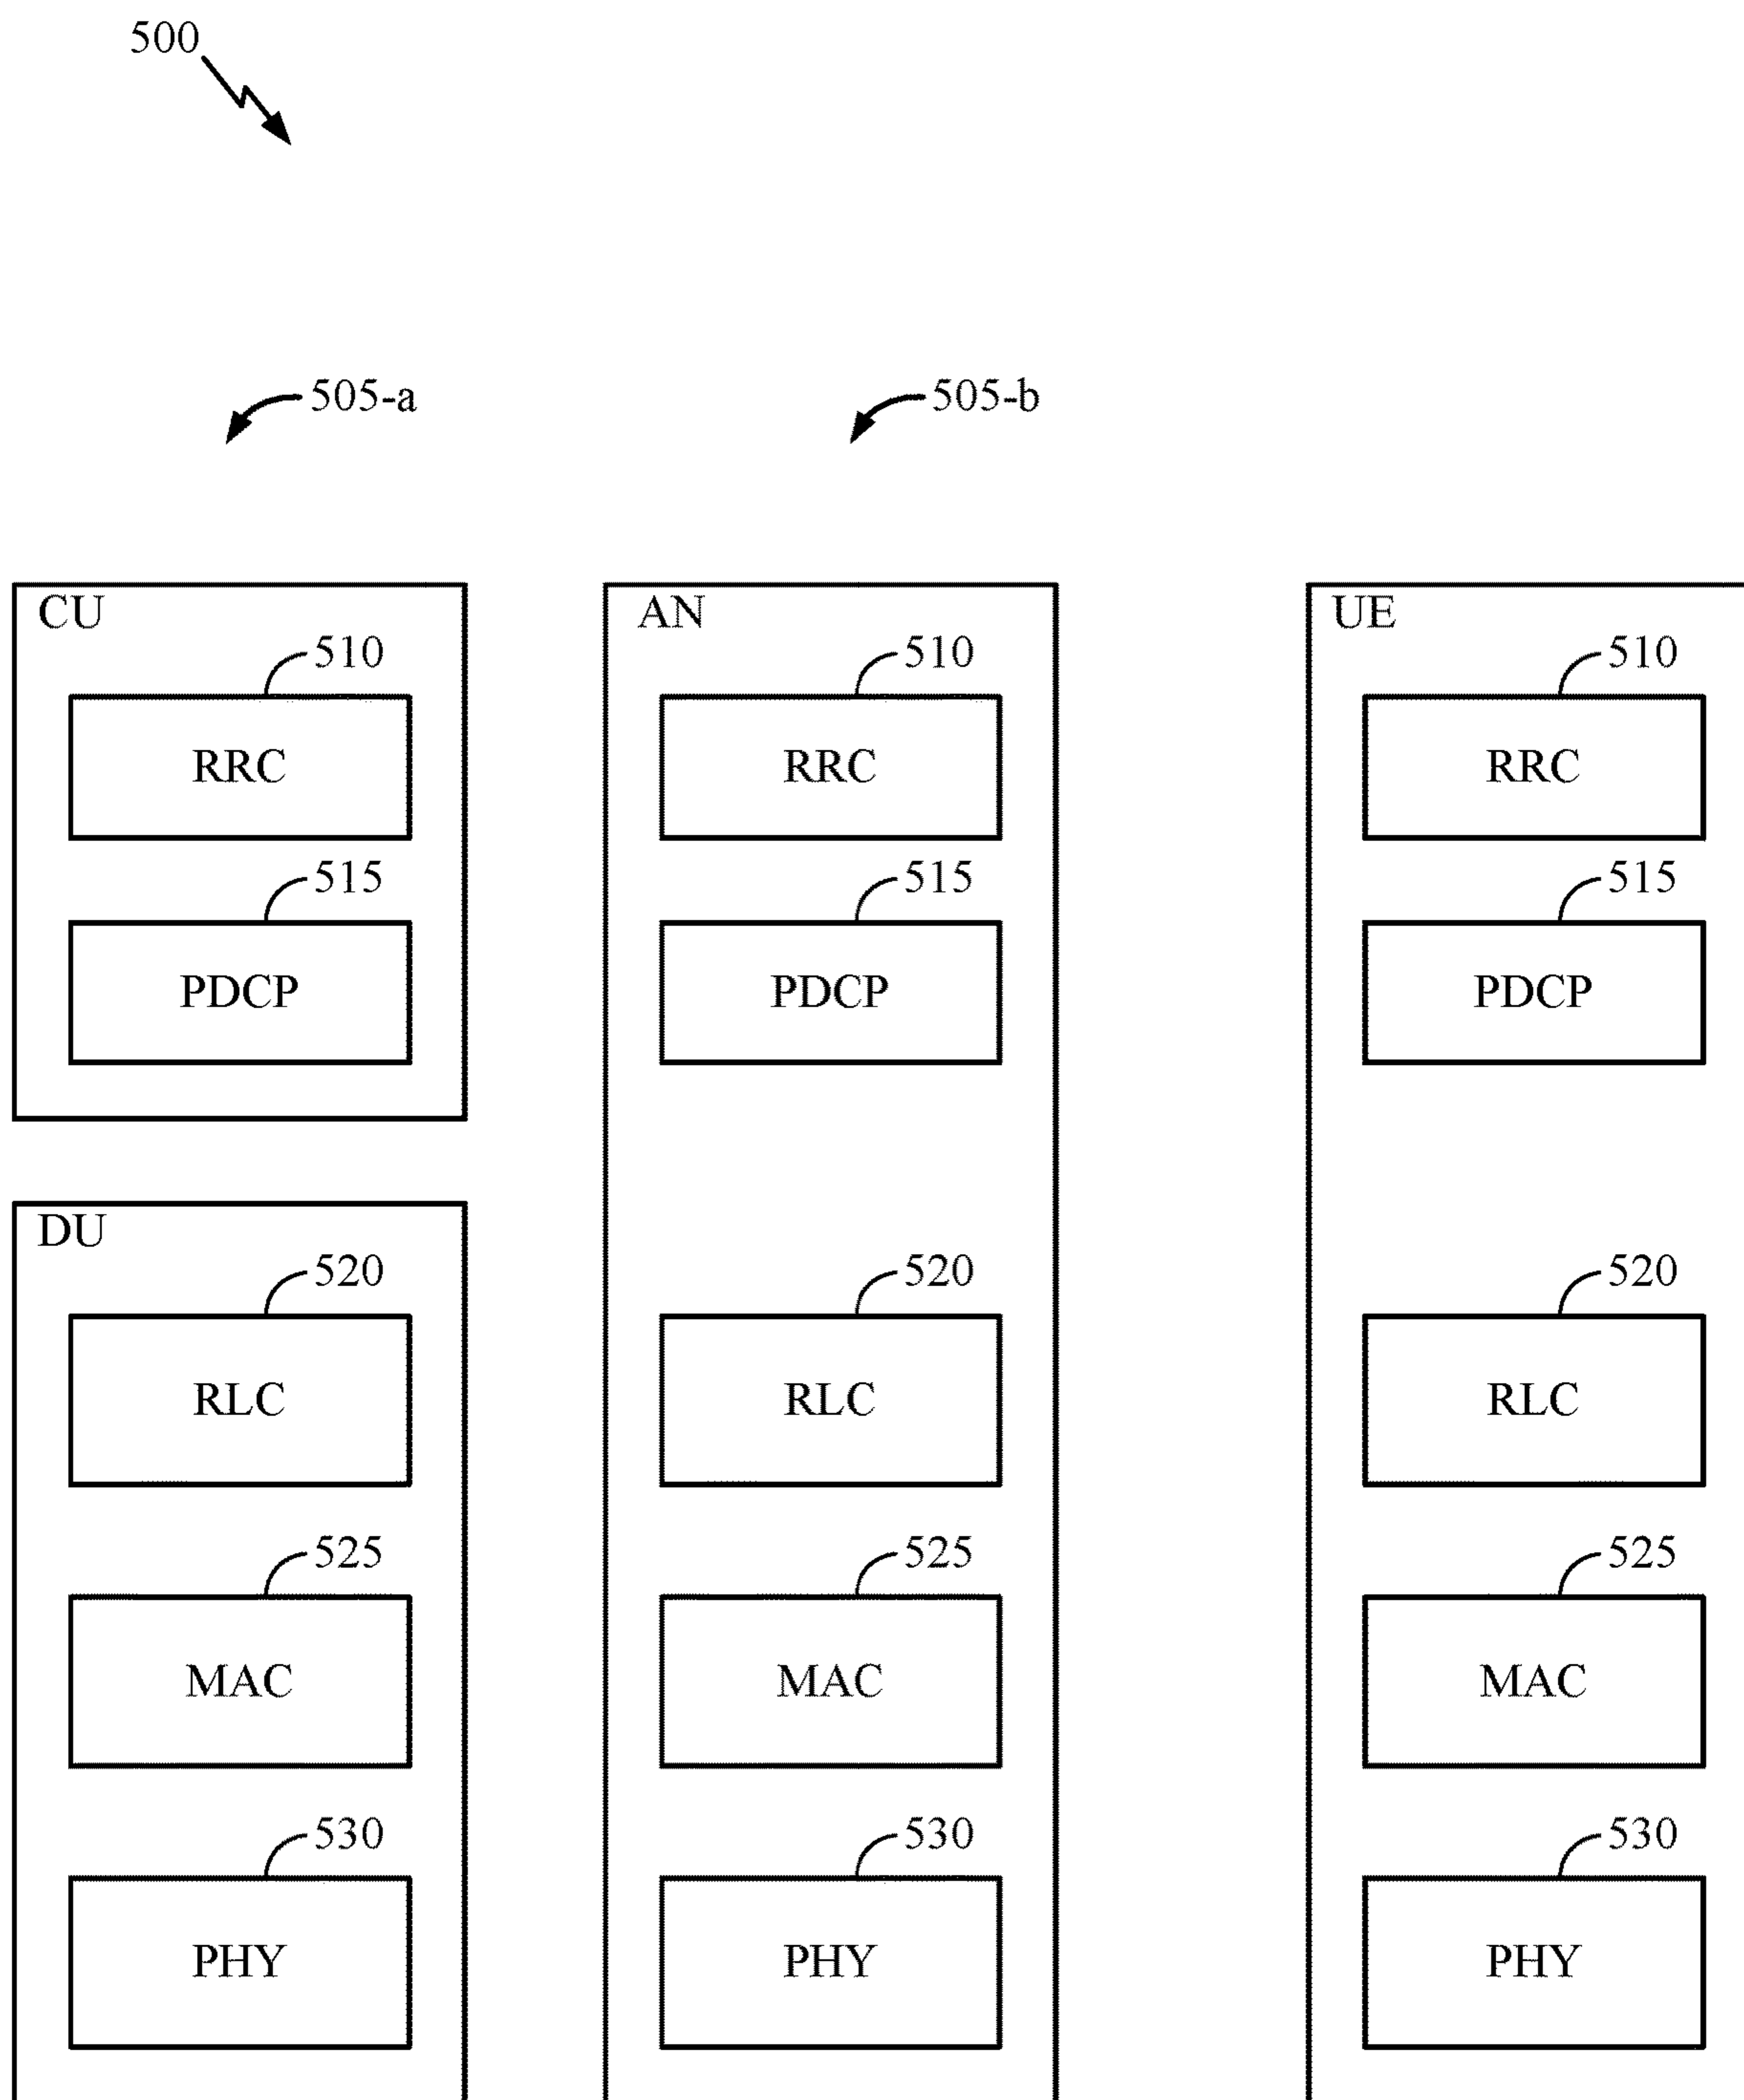 500
505-a 505-b
CU AN UE
510 510 510
RRC RRC RRC
515 515 515
PDCP PDCP PDCP
DU
520 520 520
RLC RLC RLC
525 525 525
MAC MAC MAC
530 530 530
PHY PHY PHY